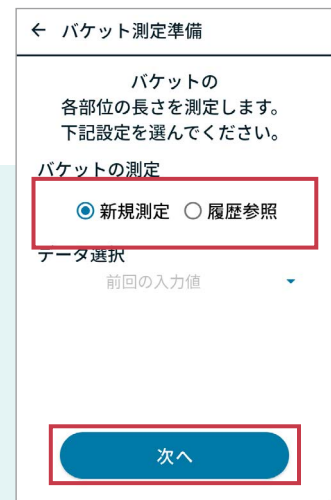 ← バケット測定準備
バケットの
各部位の長さを測定します。
下記設定を選んでください。
バケットの測定
新規測定 履歴参照
データ選択
前回の入力値
次へ